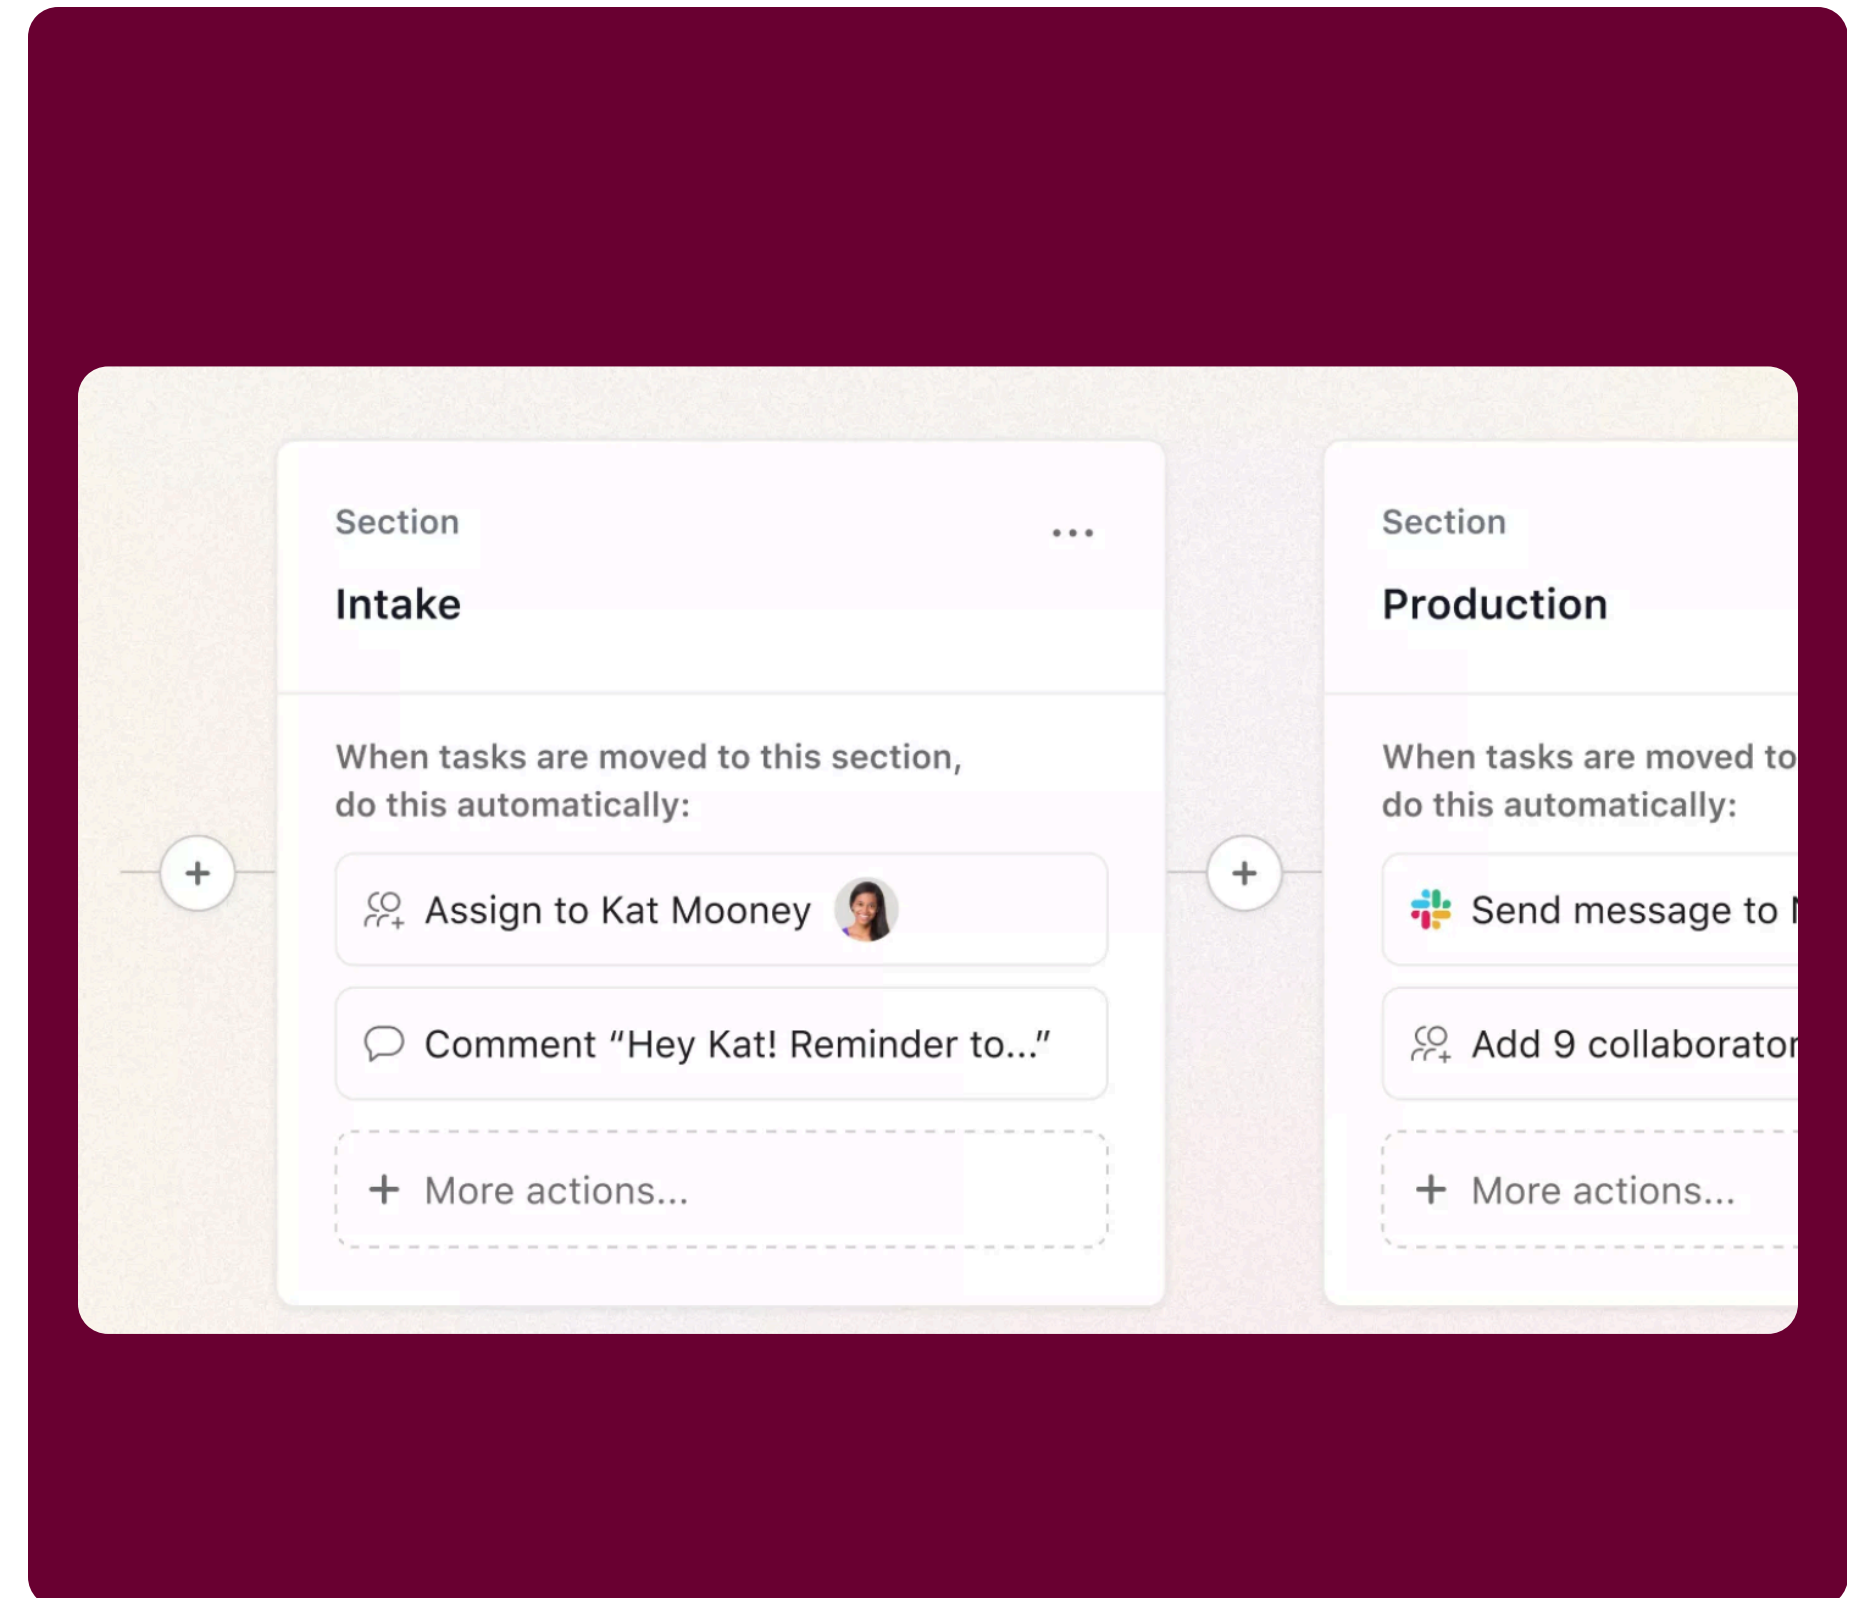 Section
Intake
When tasks are moved to this section,
do this automatically:
Assign to Kat Mooney
Comment “Hey Kat! Reminder to...”
More actions...
Section
Production
When tasks are moved to
do this automatically:
Send message to
Add 9 collaborator
More actions...